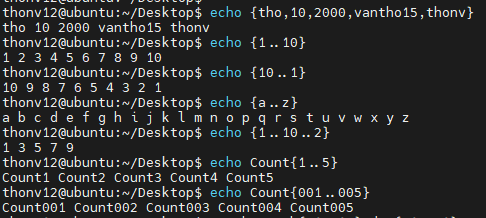 thonv12@ubuntu:~/Desktop$ echo {tho,10,2000,vantho15,thonv}
tho 10 2000 vantho15 thonv
thonv12@ubuntu:~/Desktop$ echo {1..10}
1 2 3 4 5 6 7 8 9 10
thonv12@ubuntu:~/Desktop$ echo {10..1}
10 9 8 7 6 5 4 3 2 1
thonv12@ubuntu:~/Desktop$ echo {a..z}
a b c d e f g h i j k l m n o p q r s t u v w x y z
thonv12@ubuntu:~/Desktop$ echo {1..10..2}
1 3 5 7 9
thonv12@ubuntu:~/Desktop$ echo Count{1..5}
Count1 Count2 Count3 Count4 Count5
thonv12@ubuntu:~/Desktop$ echo Count{001..005}
Count001 Count002 Count003 Count004 Count005